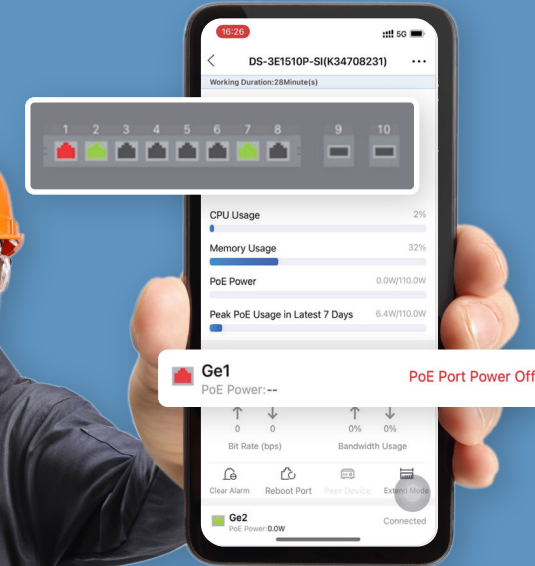 16:26
5G
DS-3E1510P-SI(K34708231)
Working Duration:28Minute(s)
1 2 3 4 5 6 7 8 9 10
CPU Usage 2%
Memory Usage 32%
PoE Power 0.0W/110.0W
Peak PoE Usage in Latest 7 Days 6.4W/110.0W
Ge1
PoE Port Power Off
PoE Power:--
0 0 0% 0%
Bit Rate (bps) Bandwidth Usage
Clear Alarm Reboot Port Peer Device Extend Mode
Ge2
Connected
PoE Power:0.0W